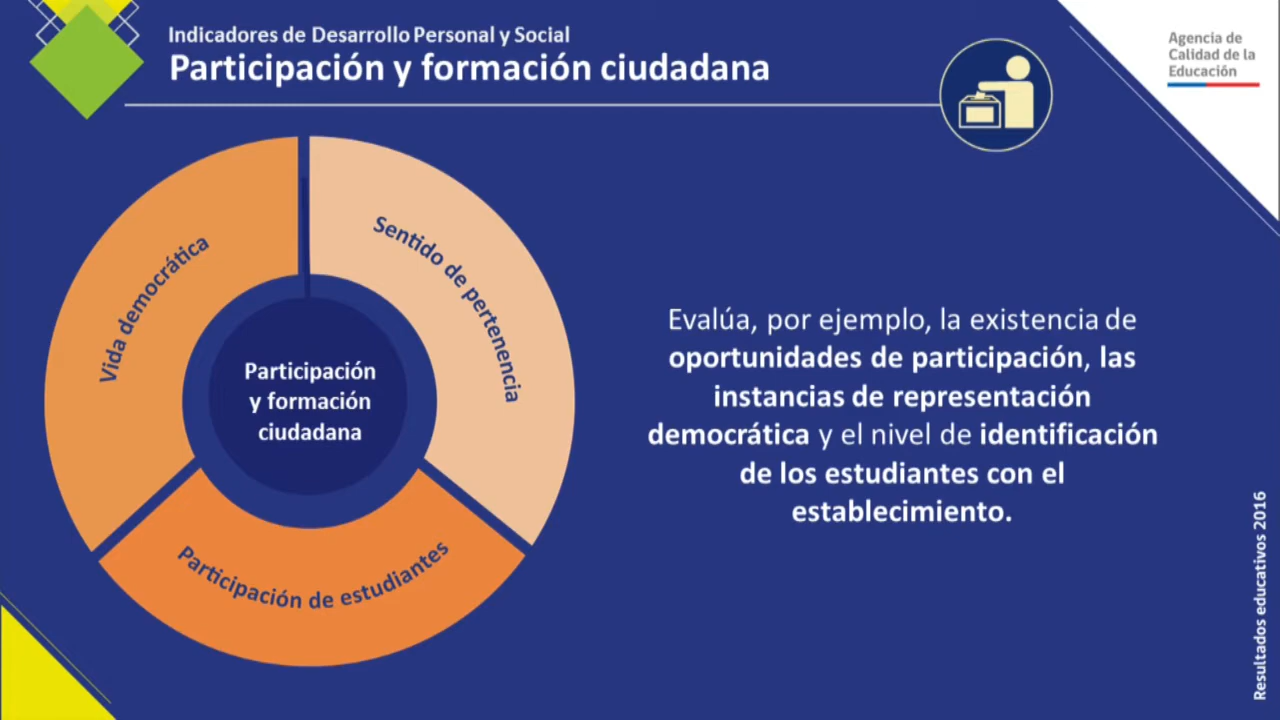 Indicadores de Desarrollo Personal y Social
Participación y formación ciudadana
Agencia de
Calidad de la
Educación
Vida democrática
Sentido de pertenencia
Participación de estudiantes
Participación
y formación
ciudadana
Evalúa, por ejemplo, la existencia de
oportunidades de participación, las
instancias de representación
democrática y el nivel de identificación
de los estudiantes con el
establecimiento.
Resultados educativos 2016